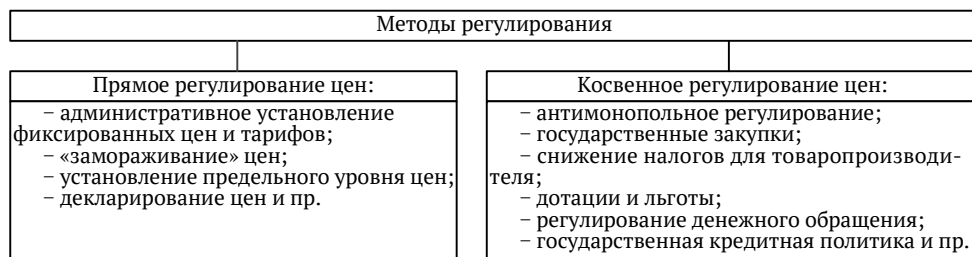 Методы регулирования
Прямое регулирование цен:
− административное установление
фиксированных цен и тарифов;
− «замораживание» цен;
− установление предельного уровня цен;
− декларирование цен и пр.
Косвенное регулирование цен:
− антимонопольное регулирование;
− государственные закупки;
− снижение налогов для товаропроизводи-
теля;
− дотации и льготы;
− регулирование денежного обращения;
− государственная кредитная политика и пр.